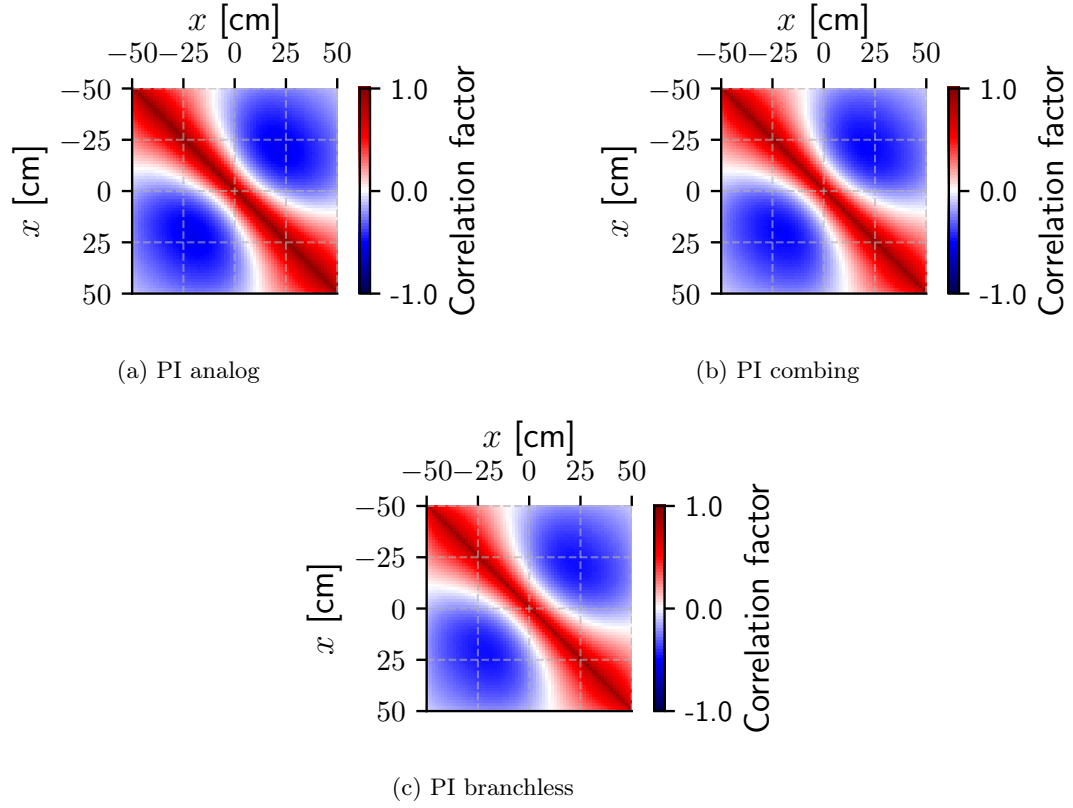 x [cm]
−50 −25 0 25 50
−50
−25
0
25
50
x [cm]
1.0
0.0
-1.0
Correlation factor
(a) PI analog
x [cm]
−50 −25 0 25 50
−50
−25
0
25
50
x [cm]
1.0
0.0
-1.0
Correlation factor
(b) PI combing
x [cm]
−50 −25 0 25 50
−50
−25
0
25
50
x [cm]
1.0
0.0
-1.0
Correlation factor
(c) PI branchless